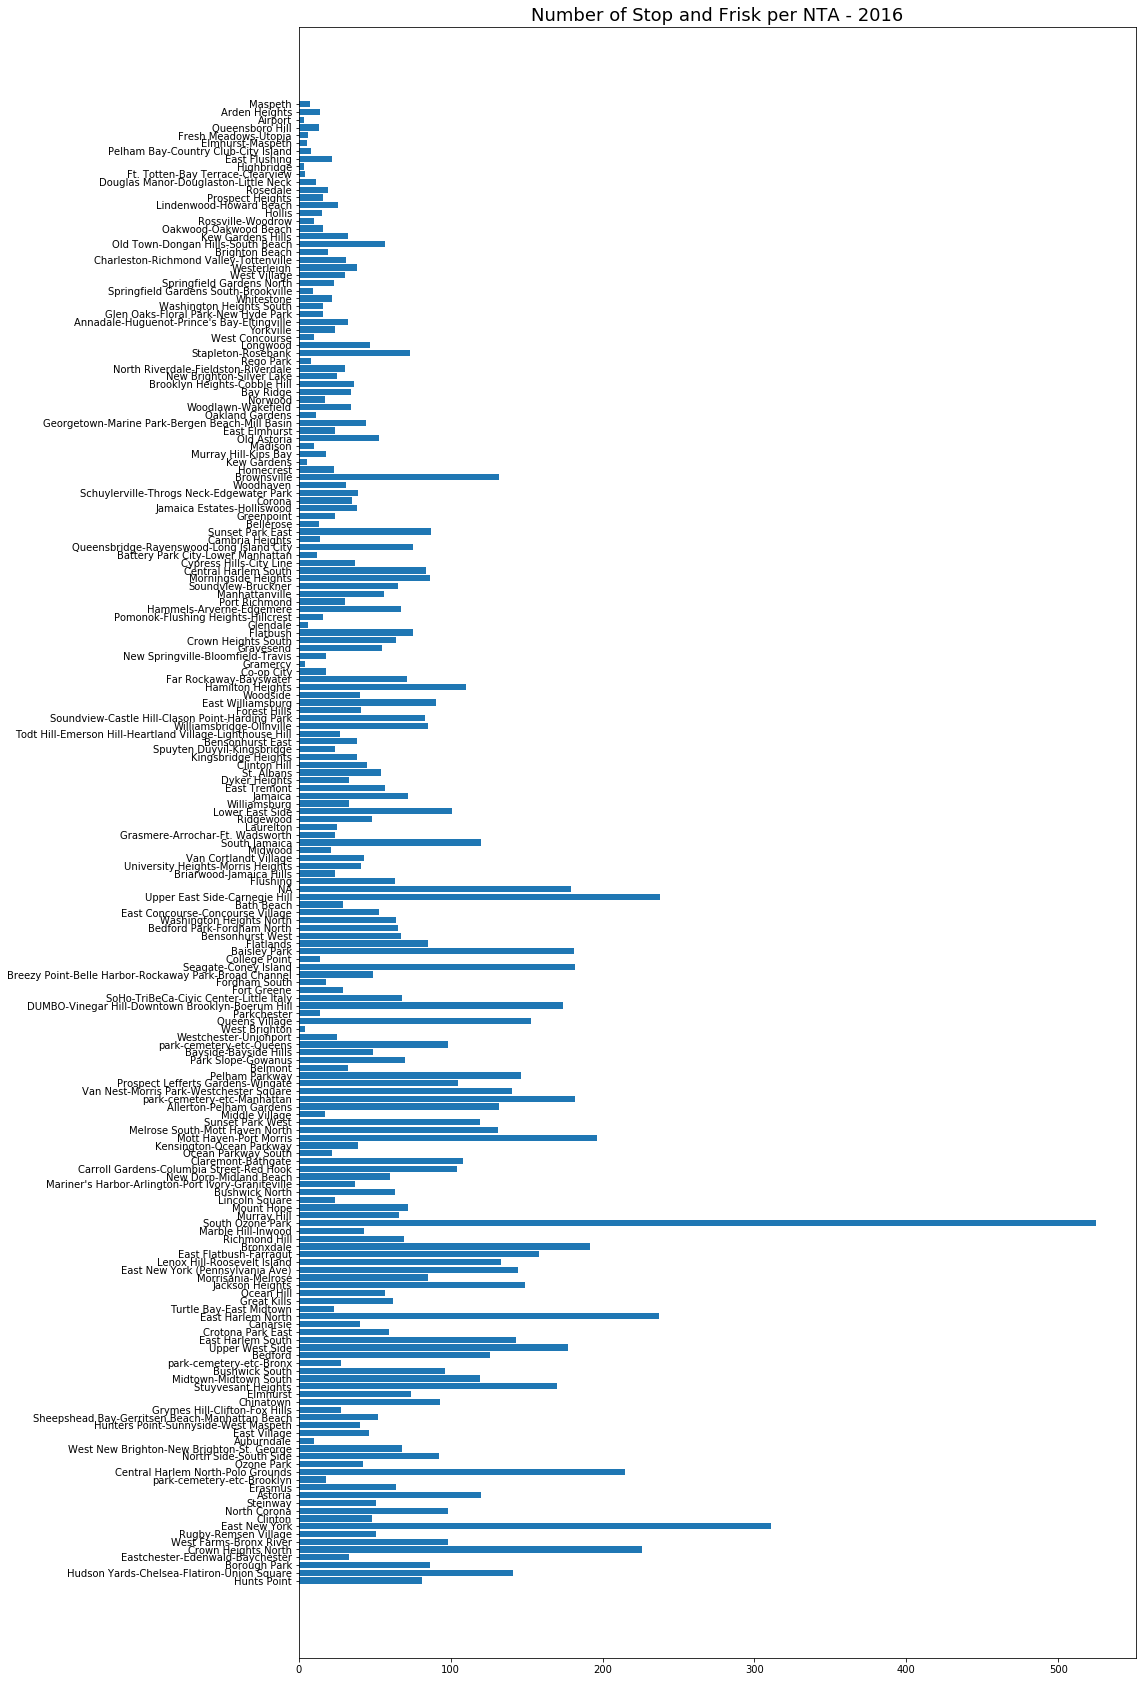 Number of Stop and Frisk per NTA - 2016
Maspeth
Arden Heights
Airport
Queensboro Hill
Fresh Meadows-Utopia
Elmhurst-Maspeth
Pelham Bay-Country Club-City Island
East Flushing
Highbridge
Ft. Totten-Bay Terrace-Clearview
Douglas Manor-Douglaston-Little Neck
Rosedale
Prospect Heights
Lindenwood-Howard Beach
Hollis
Rossville-Woodrow
Oakwood-Oakwood Beach
Kew Gardens Hills
Old Town-Dongan Hills-South Beach
Brighton Beach
Charleston-Richmond Valley-Tottenville
Westerleigh
West Village
Springfield Gardens North
Springfield Gardens South-Brookville
Whitestone
Washington Heights South
Glen Oaks-Floral Park-New Hyde Park
Annadale-Huguenot-Prince's Bay-Eltingville
Yorkville
West Concourse
Longwood
Stapleton-Rosebank
Rego Park
North Riverdale-Fieldston-Riverdale
New Brighton-Silver Lake
Brooklyn Heights-Cobble Hill
Bay Ridge
Norwood
Woodlawn-Wakefield
Oakland Gardens
Georgetown-Marine Park-Bergen Beach-Mill Basin
East Elmhurst
Old Astoria
Madison
Murray Hill-Kips Bay
Kew Gardens
Homecrest
Brownsville
Woodhaven
Schuylerville-Throgs Neck-Edgewater Park
Corona
Jamaica Estates-Holliswood
Greenpoint
Bellerose
Sunset Park East
Cambria Heights
Queensbridge-Ravenswood-Long Island City
Battery Park City-Lower Manhattan
Cypress Hills-City Line
Central Harlem South
Morningside Heights
Soundview-Bruckner
Manhattanville
Port Richmond
Hammels-Arverne-Edgemere
Pomonok-Flushing Heights-Hillcrest
Glendale
Flatbush
Crown Heights South
Gravesend
New Springville-Bloomfield-Travis
Gramercy
Co-op City
Far Rockaway-Bayswater
Hamilton Heights
Woodside
East Williamsburg
Forest Hills
Soundview-Castle Hill-Clason Point-Harding Park
Williamsbridge-Olinville
Todt Hill-Emerson Hill-Heartland Village-Lighthouse Hill
Bensonhurst East
Spuyten Duyvil-Kingsbridge
Kingsbridge Heights
Clinton Hill
St. Albans
Dyker Heights
East Tremont
Jamaica
Williamsburg
Lower East Side
Ridgewood
Laurelton
Grasmere-Arrochar-Ft. Wadsworth
South Jamaica
Midwood
Van Cortlandt Village
University Heights-Morris Heights
Briarwood-Jamaica Hills
Flushing
NA
Upper East Side-Carnegie Hill
Bath Beach
East Concourse-Concourse Village
Washington Heights North
Bedford Park-Fordham North
Bensonhurst West
Flatlands
Baisley Park
College Point
Seagate-Coney Island
Breezy Point-Belle Harbor-Rockaway Park-Broad Channel
Fordham South
Fort Greene
SoHo-TriBeCa-Civic Center-Little Italy
DUMBO-Vinegar Hill-Downtown Brooklyn-Boerum Hill
Parkchester
Queens Village
West Brighton
Westchester-Unionport
park-cemetery-etc-Queens
Bayside-Bayside Hills
Park Slope-Gowanus
Belmont
Pelham Parkway
Prospect Lefferts Gardens-Wingate
Van Nest-Morris Park-Westchester Square
park-cemetery-etc-Manhattan
Allerton-Pelham Gardens
Middle Village
Sunset Park West
Melrose South-Mott Haven North
Mott Haven-Port Morris
Kensington-Ocean Parkway
Ocean Parkway South
Claremont-Bathgate
Carroll Gardens-Columbia Street-Red Hook
New Dorp-Midland Beach
Mariner's Harbor-Arlington-Port Ivory-Graniteville
Bushwick North
Lincoln Square
Mount Hope
Murray Hill
South Ozone Park
Marble Hill-Inwood
Richmond Hill
Bronxdale
East Flatbush-Farragut
Lenox Hill-Roosevelt Island
East New York (Pennsylvania Ave)
Morrisania-Melrose
Jackson Heights
Ocean Hill
Great Kills
Turtle Bay-East Midtown
East Harlem North
Canarsie
Crotona Park East
East Harlem South
Upper West Side
Bedford
park-cemetery-etc-Bronx
Bushwick South
Midtown-Midtown South
Stuyvesant Heights
Elmhurst
Chinatown
Grymes Hill-Clifton-Fox Hills
Sheepshead Bay-Gerritsen Beach-Manhattan Beach
Hunters Point-Sunnyside-West Maspeth
East Village
Auburndale
West New Brighton-New Brighton-St. George
North Side-South Side
Ozone Park
Central Harlem North-Polo Grounds
park-cemetery-etc-Brooklyn
Erasmus
Astoria
Steinway
North Corona
Clinton
East New York
Rugby-Remsen Village
West Farms-Bronx River
Crown Heights North
Eastchester-Edenwald-Baychester
Borough Park
Hudson Yards-Chelsea-Flatiron-Union Square
Hunts Point
0 100 200 300 400 500